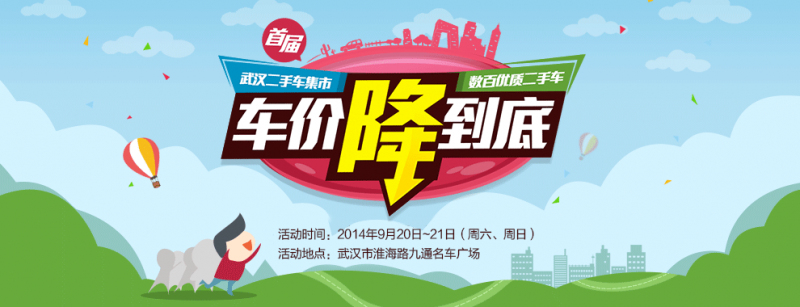 首届
武汉二手车集市
数百优质二手车
车价降到底
活动时间：2014年9月20日~21日（周六、周日）
活动地点：武汉市淮海路九通名车广场